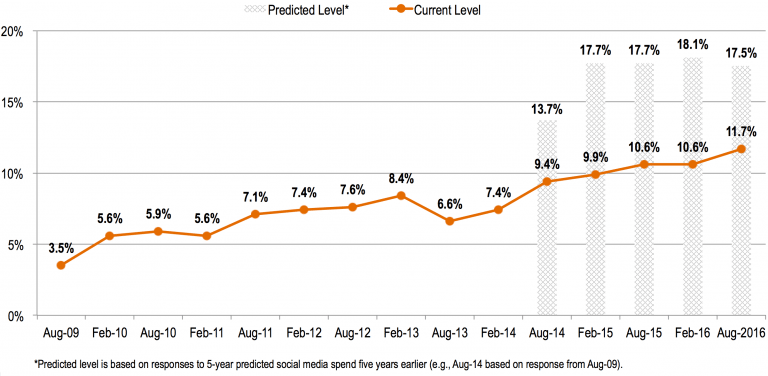 Predicted Level* Current Level
20%
17.7% 17.7% 18.1% 17.5%
15%
13.7%
11.7%
10.6% 10.6%
9.4% 9.9%
10%
8.4%
7.1% 7.4% 7.6% 7.4%
6.6%
5.6% 5.9% 5.6%
5%
3.5%
0%
Aug-09 Feb-10 Aug-10 Feb-11 Aug-11 Feb-12 Aug-12 Feb-13 Aug-13 Feb-14 Aug-14 Feb-15 Aug-15 Feb-16 Aug-2016
*Predicted level is based on responses to 5-year predicted social media spend five years earlier (e.g., Aug-14 based on response from Aug-09).